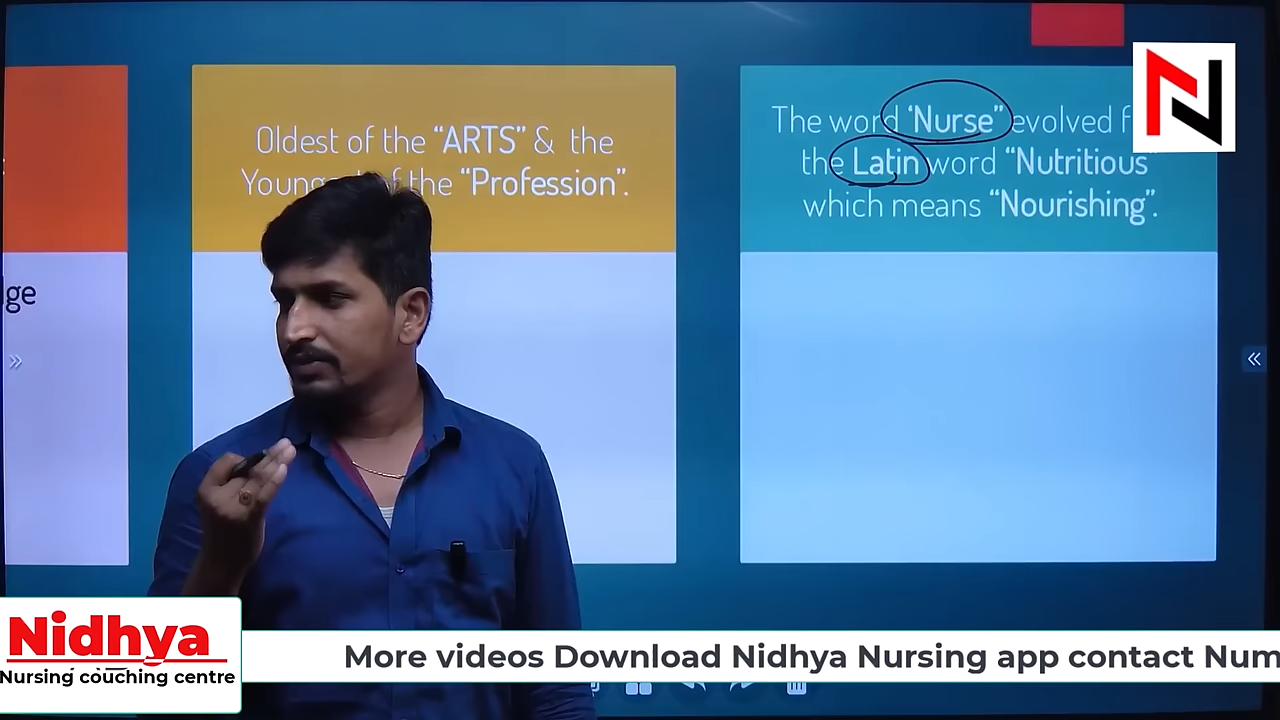 Oldest of the “ARTS” & the
of the “Profession”.
The word ‘Nurse” evolved
the Latin word “Nutritious”
which means “Nourishing”.
ge
Nidhya
Nursing couching centre
More videos Download Nidhya Nursing app contact Num